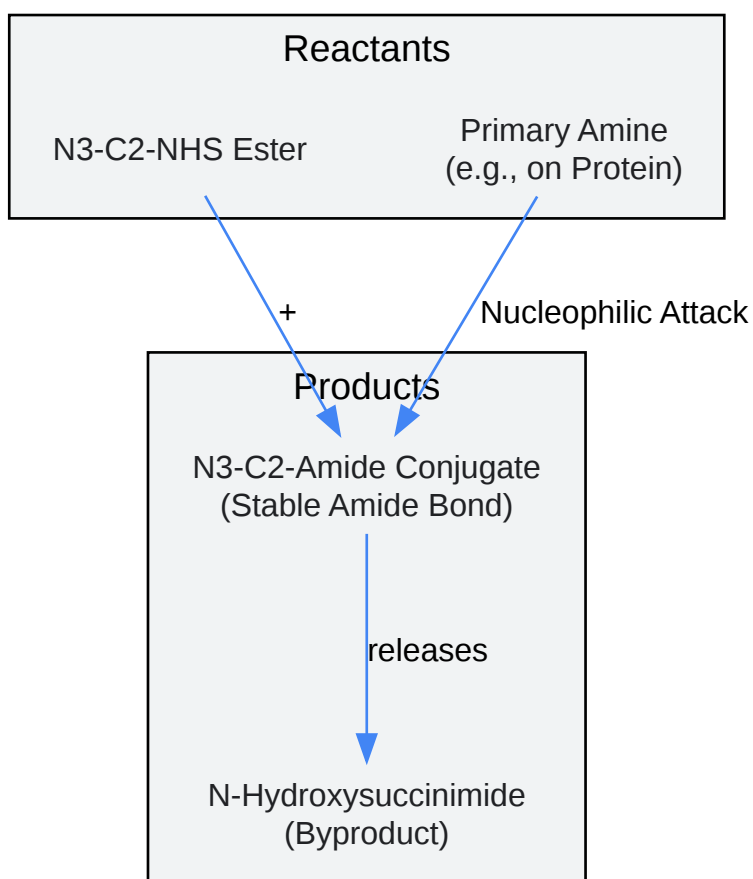 Reactants
N3-C2-NHS Ester
Primary Amine
(e.g., on Protein)
+
Nucleophilic Attack
Products
N3-C2-Amide Conjugate
(Stable Amide Bond)
releases
N-Hydroxysuccinimide
(Byproduct)